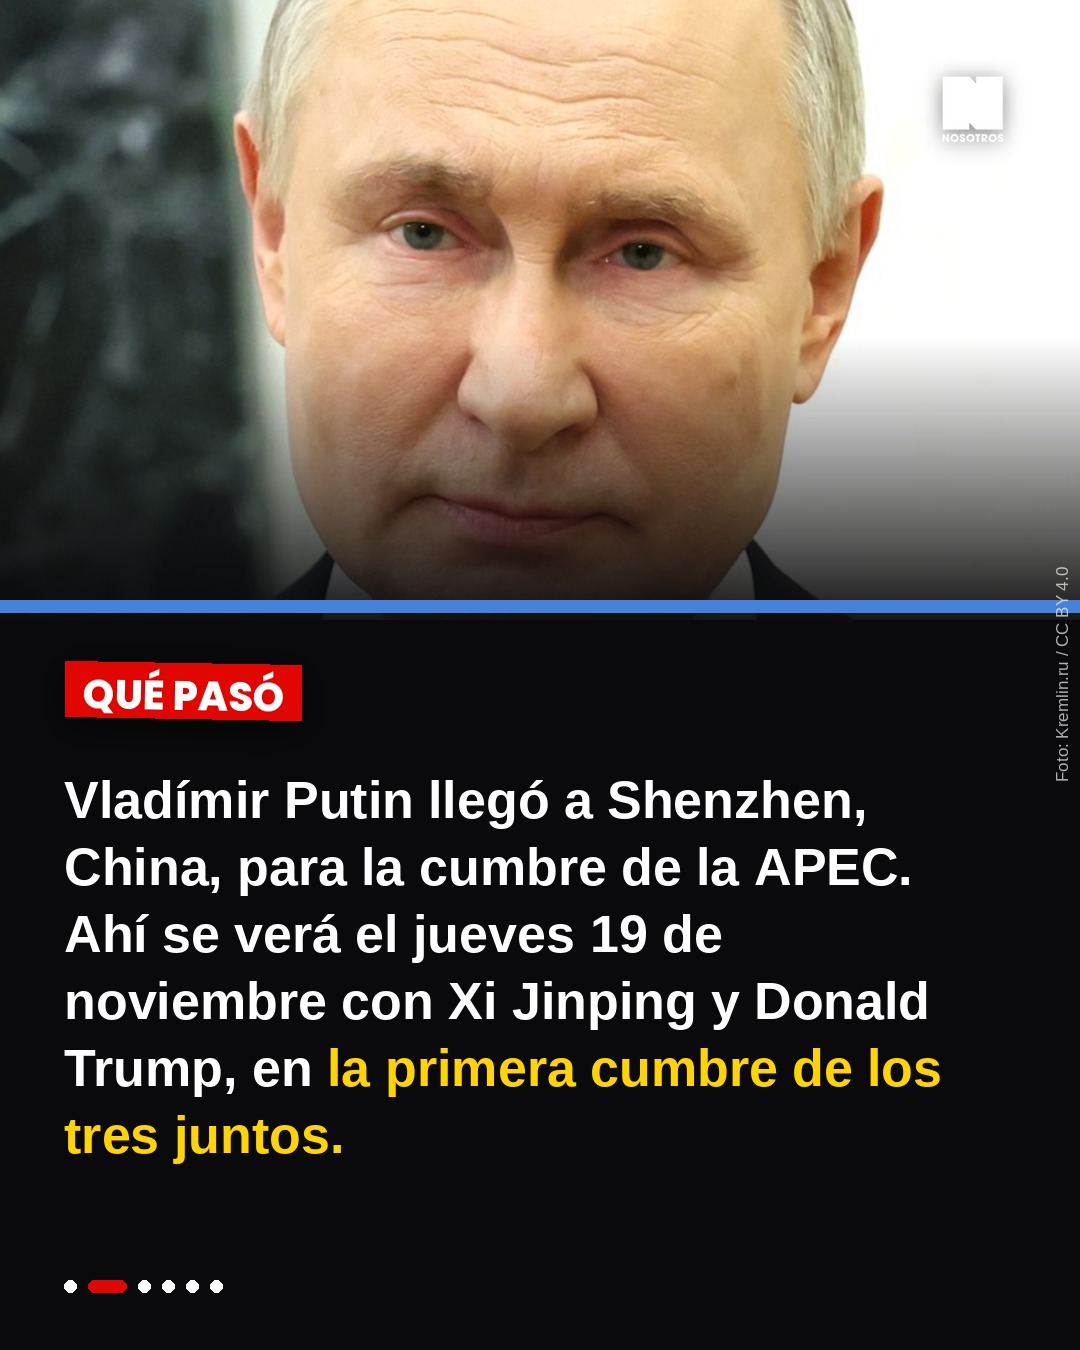 NOSOTROS
Foto: Kremlin.ru / CC BY 4.0
QUÉ PASÓ
Vladímir Putin llegó a Shenzhen,
China, para la cumbre de la APEC.
Ahí se verá el jueves 19 de
noviembre con Xi Jinping y Donald
Trump, en la primera cumbre de los
tres juntos.